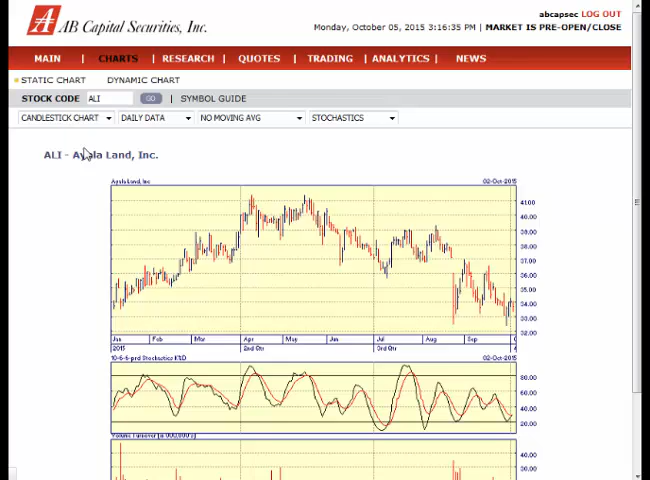 abcapsec LOG OUT
AB Capital Securities, Inc.
Monday, October 05, 2015 3:16:35 PM | MARKET IS PRE-OPEN/CLOSE
MAIN | CHARTS | RESEARCH | QUOTES | TRADING | ANALYTICS | NEWS
STATIC CHART DYNAMIC CHART
STOCK CODE ALI GO | SYMBOL GUIDE
CANDLESTICK CHART DAILY DATA NO MOVING AVG STOCHASTICS
ALI - Ayala Land, Inc.
Ayala Land, Inc 02-Oct-2015
41.00
40.00
39.00
38.00
37.00
36.00
35.00
34.00
33.00
32.00
Jan Feb Mar Apr May Jun Jul Aug Sep
2015 2nd Qtr 3rd Qtr
10-6-6-prd Stochastics K%D 02-Oct-2015
80.00
60.00
40.00
20.00
Volume Turnover [x 000,000's]
40.00
30.00